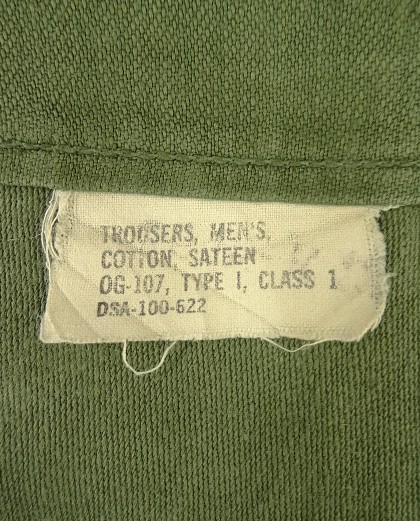 TROUSERS, MEN'S,
COTTON, SATEEN
OG-107, TYPE I, CLASS 1
DSA-100-622